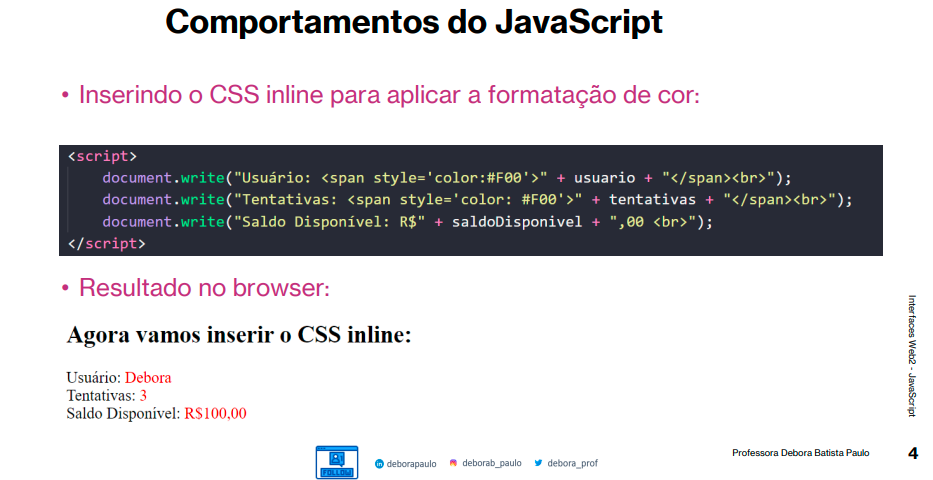 Comportamentos do JavaScript
• Inserindo o CSS inline para aplicar a formatação de cor:
<script>
document.write("Usuário: <span style='color:#F00'>" + usuario + "</span><br>");
document.write("Tentativas: <span style='color: #F00'>" + tentativas + "</span><br>");
document.write("Saldo Disponível: R$" + saldoDisponivel + ",00 <br>");
</script>
• Resultado no browser:
Agora vamos inserir o CSS inline:
Usuário: Debora
Tentativas: 3
Saldo Disponível: R$100,00
Interfaces Web2 - JavaScript
FOLLOW
deborapaulo
deborab_paulo
debora_prof
Professora Debora Batista Paulo
4